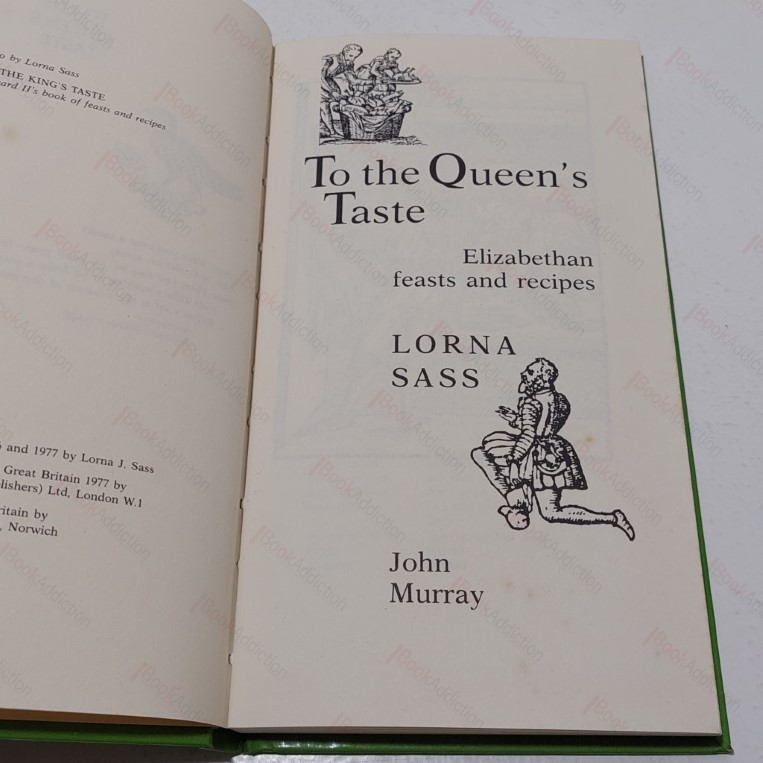 o by Lorna Sass
THE KING'S TASTE
ard II's book of feasts and recipes
and 1977 by Lorna J. Sass
Great Britain 1977 by
lishers) Ltd, London W.1
ritain by
, Norwich
To the Queen's
Taste
Elizabethan
feasts and recipes
LORNA
SASS
John
Murray
BookAddiction